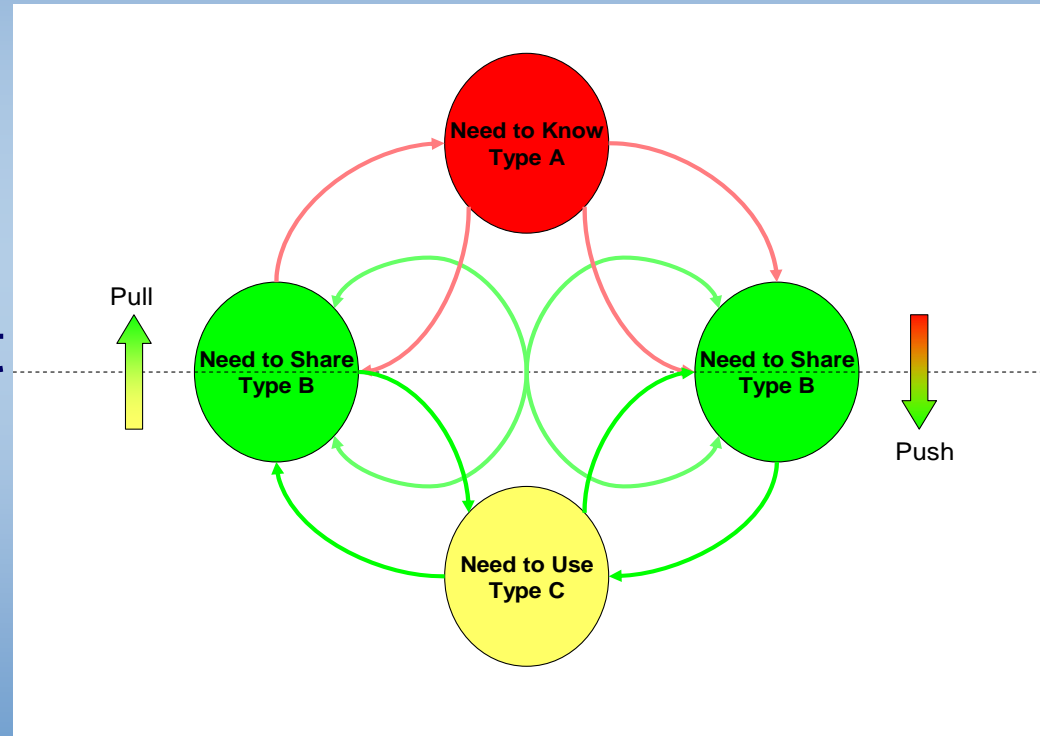 Need to Know
Type A
Pull
Need to Share
Type B
Need to Share
Type B
Push
Need to Use
Type C